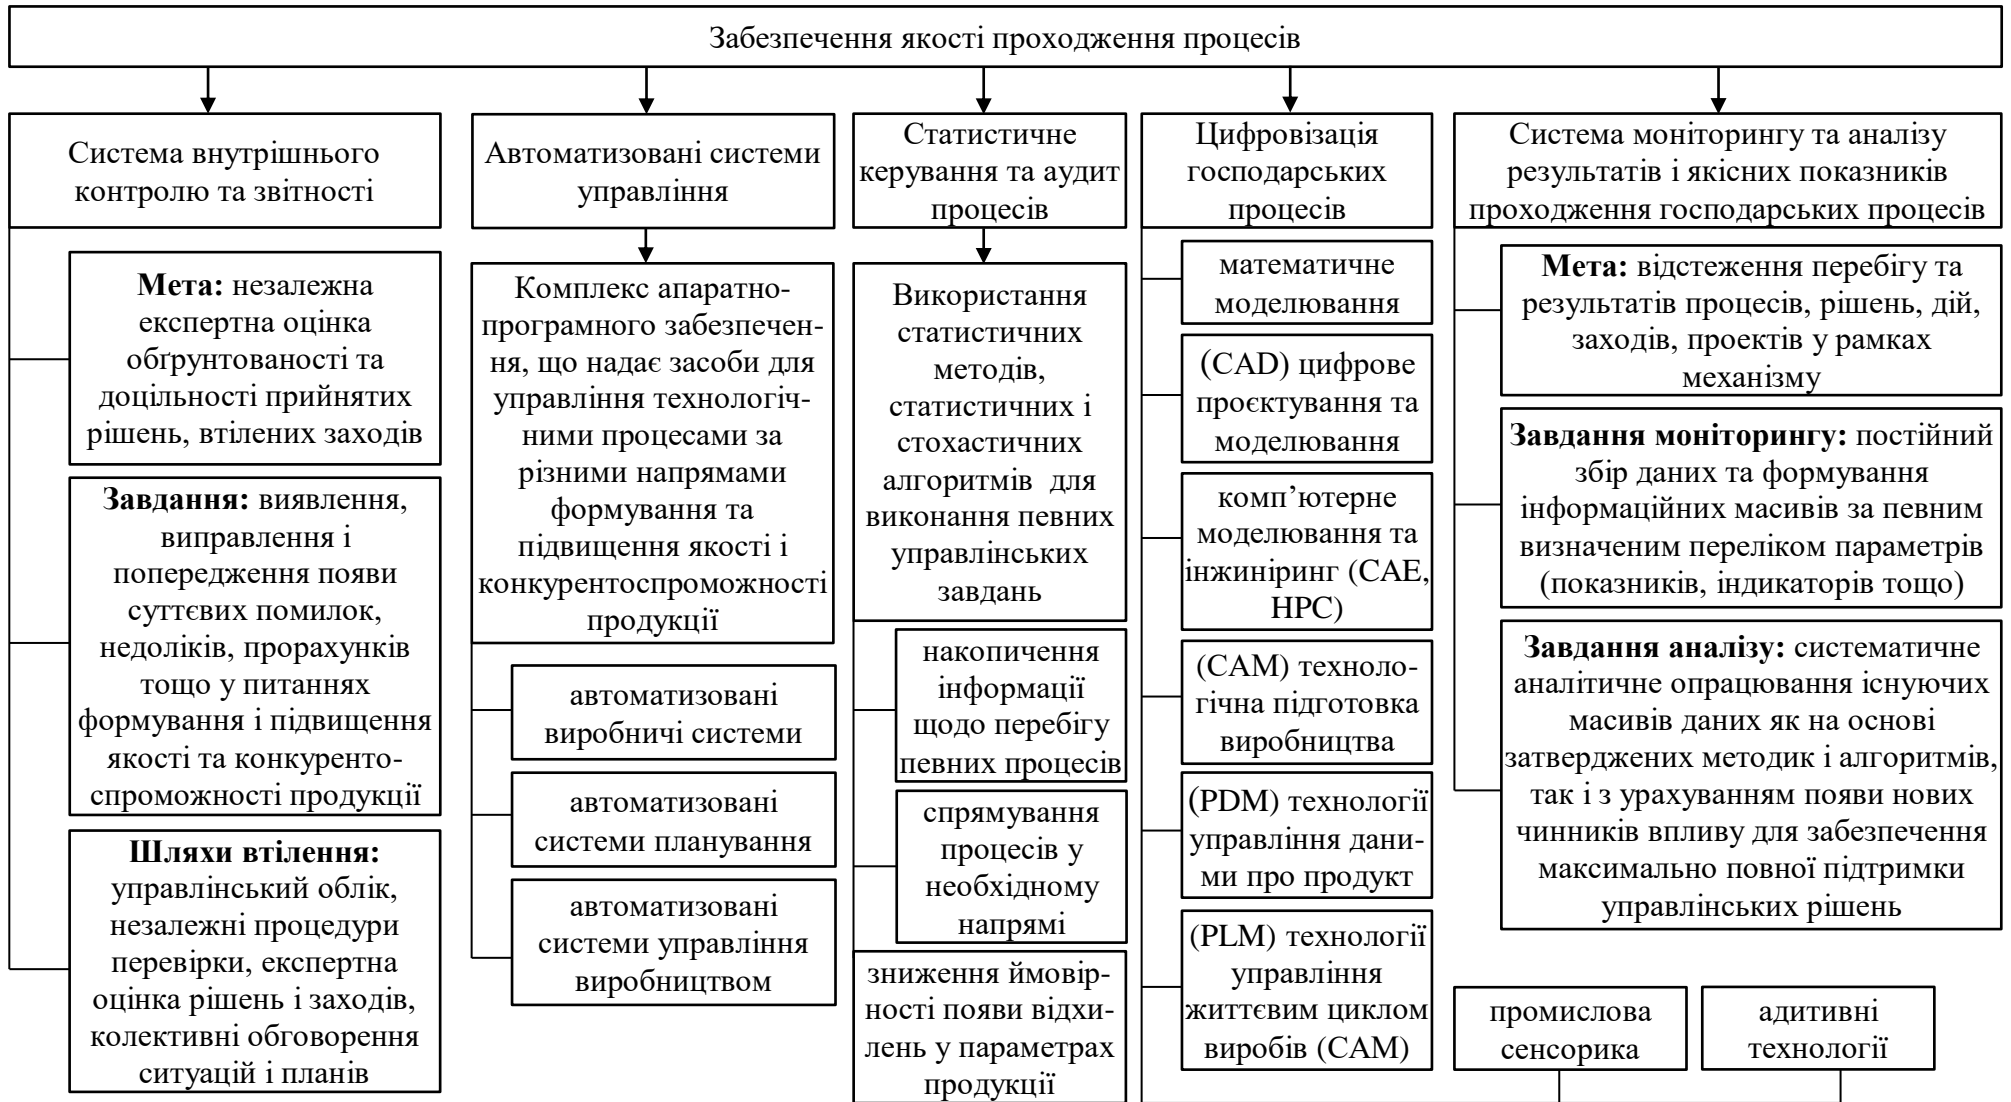 Забезпечення якості проходження процесів
Система внутрішнього
контролю та звітності
Мета: незалежна
експертна оцінка
обґрунтованості та
доцільності прийнятих
рішень, втілених заходів
Завдання: виявлення,
виправлення і
попередження появи
суттєвих помилок,
недоліків, прорахунків
тощо у питаннях
формування і підвищення
якості та конкуренто-
спроможності продукції
Шляхи втілення:
управлінський облік,
незалежні процедури
перевірки, експертна
оцінка рішень і заходів,
колективні обговорення
ситуацій і планів
Автоматизовані системи
управління
Комплекс апаратно-
програмного забезпечен-
ня, що надає засоби для
управління технологіч-
ними процесами за
різними напрямами
формування та
підвищення якості і
конкурентоспроможності
продукції
автоматизовані
виробничі системи
автоматизовані
системи планування
автоматизовані
системи управління
виробництвом
Статистичне
керування та аудит
процесів
Використання
статистичних
методів,
статистичних і
стохастичних
алгоритмів для
виконання певних
управлінських
завдань
накопичення
інформації
щодо перебігу
певних процесів
спрямування
процесів у
необхідному
напрямі
зниження ймовір-
ності появи відхи-
лень у параметрах
продукції
Цифровізація
господарських
процесів
математичне
моделювання
(CAD) цифрове
проєктування та
моделювання
комп’ютерне
моделювання та
інжиніринг (CAE,
HPC)
(CAM) техноло-
гічна підготовка
виробництва
(PDM) технології
управління дани-
ми про продукт
(PLM) технології
управління
життєвим циклом
виробів (CAM)
Система моніторингу та аналізу
результатів і якісних показників
проходження господарських процесів
Мета: відстеження перебігу та
результатів процесів, рішень, дій,
заходів, проектів у рамках
механізму
Завдання моніторингу: постійний
збір даних та формування
інформаційних масивів за певним
визначеним переліком параметрів
(показників, індикаторів тощо)
Завдання аналізу: систематичне
аналітичне опрацювання існуючих
масивів даних як на основі
затверджених методик і алгоритмів,
так і з урахуванням появи нових
чинників впливу для забезпечення
максимально повної підтримки
управлінських рішень
промислова
сенсорика
адитивні
технології